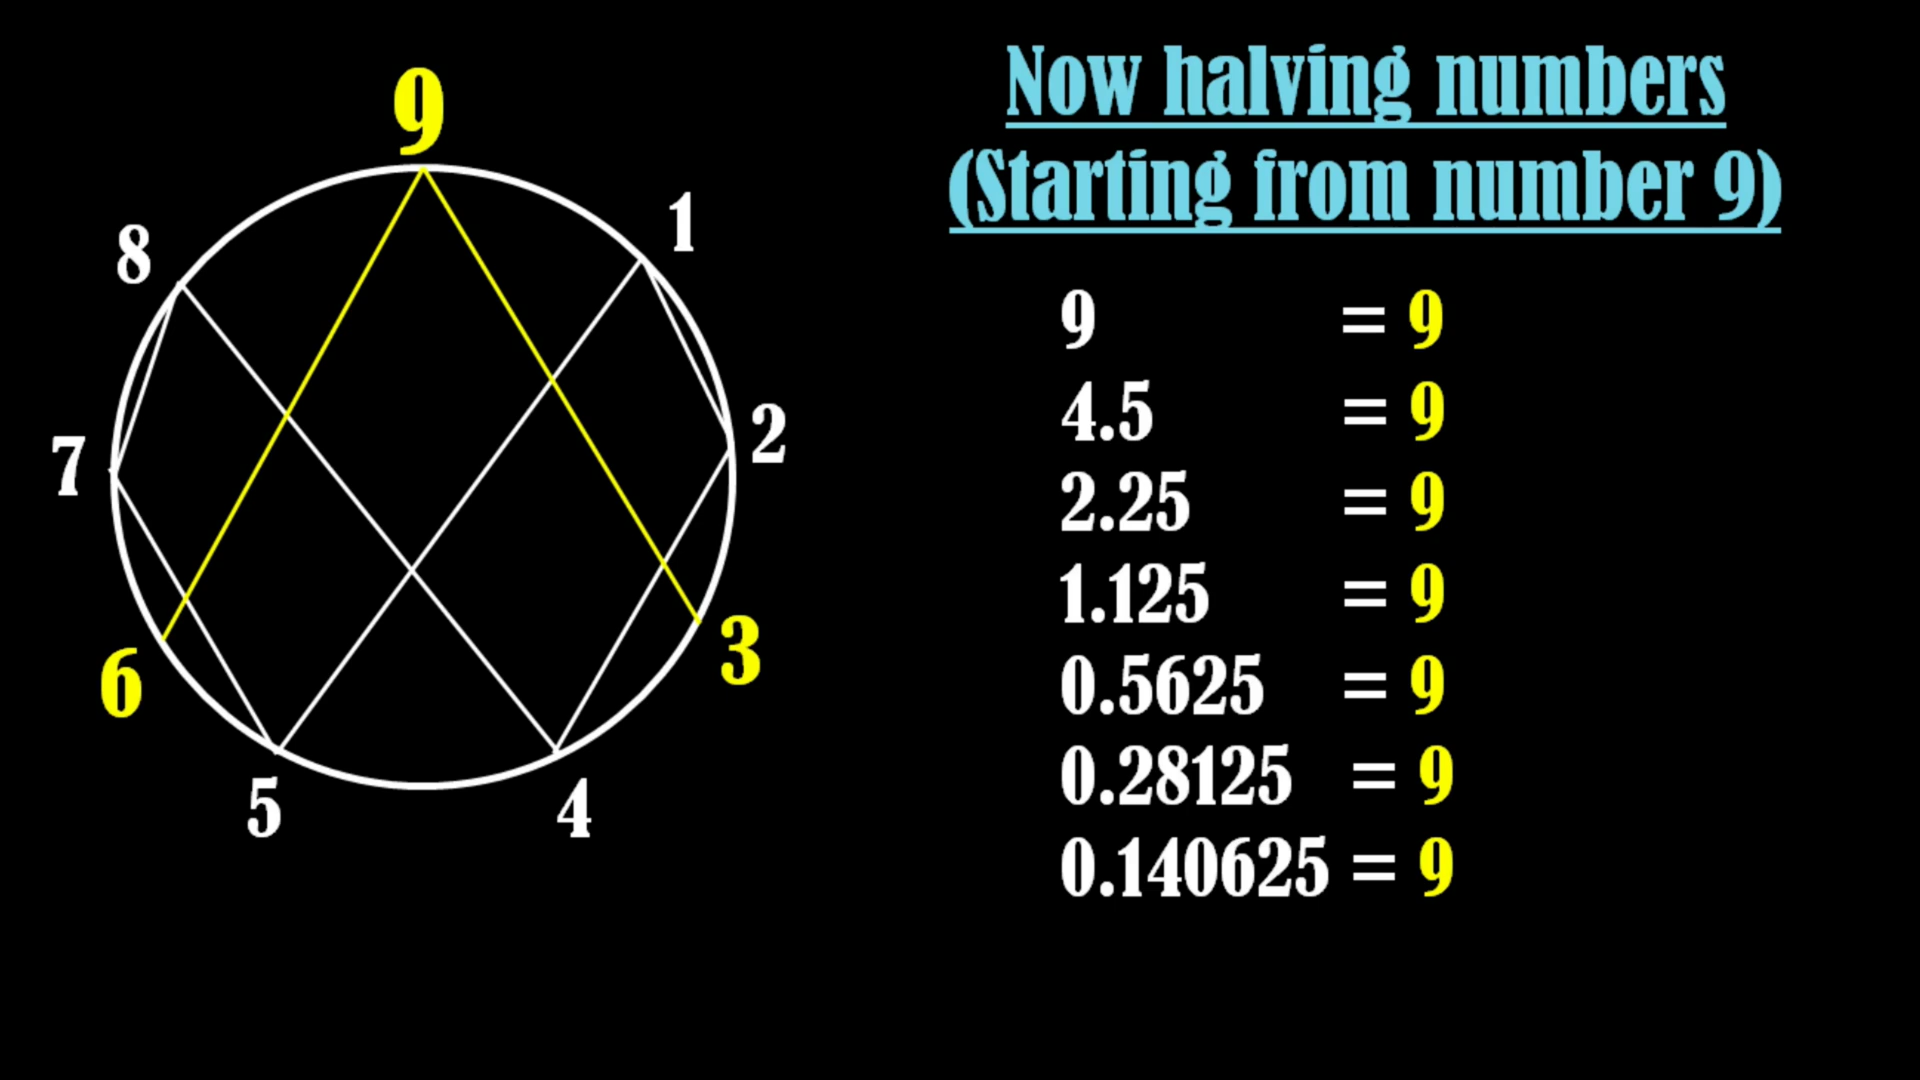 9
8
1
7
2
6
3
5
4
Now halving numbers
(Starting from number 9)
9 = 9
4.5 = 9
2.25 = 9
1.125 = 9
0.5625 = 9
0.28125 = 9
0.140625 = 9